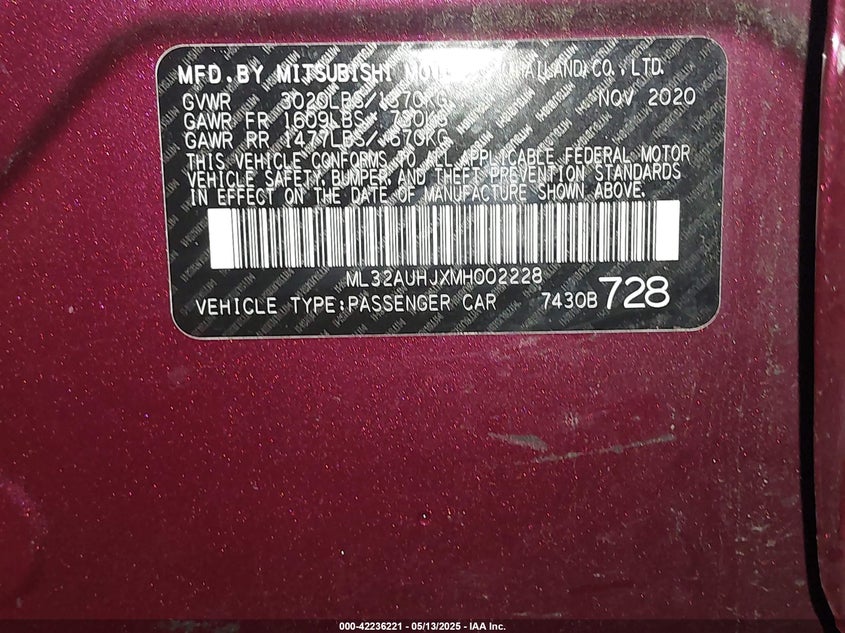 MFD.BY MITSUBISHI (THAILAND)CO.,LTD.
GVWR 3020LBS/1370KG NOV 2020
GAWR FR 1609LBS 730KG
GAWR RR 1477LBS/ 670KG
THIS VEHICLE CONFORMS TO ALL APPLICABLE FEDERAL MOTOR
VEHICLE SAFETY, BUMPER, AND THEFT PREVENTION STANDARDS
IN EFFECT ON THE DATE OF MANUFACTURE SHOWN ABOVE.
ML32AUHJXMH002228
VEHICLE TYPE:PASSENGER CAR 7430B 728
000-42236221 - 05/13/2025 - IAA Inc.